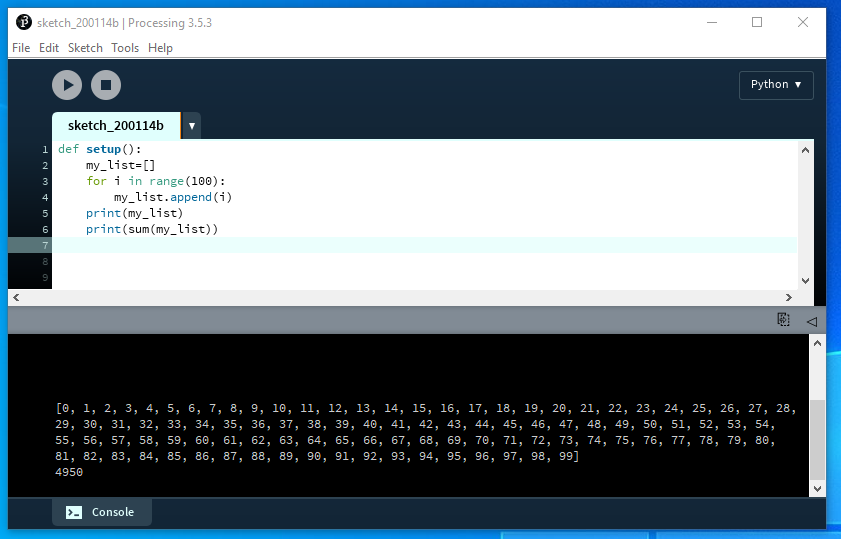 sketch_200114b | Processing 3.5.3
File Edit Sketch Tools Help
Python ▼
sketch_200114b ▼
1 def setup():
2     my_list=[]
3     for i in range(100):
4         my_list.append(i)
5     print(my_list)
6     print(sum(my_list))
7
8
9
[0, 1, 2, 3, 4, 5, 6, 7, 8, 9, 10, 11, 12, 13, 14, 15, 16, 17, 18, 19, 20, 21, 22, 23, 24, 25, 26, 27, 28,
29, 30, 31, 32, 33, 34, 35, 36, 37, 38, 39, 40, 41, 42, 43, 44, 45, 46, 47, 48, 49, 50, 51, 52, 53, 54,
55, 56, 57, 58, 59, 60, 61, 62, 63, 64, 65, 66, 67, 68, 69, 70, 71, 72, 73, 74, 75, 76, 77, 78, 79, 80,
81, 82, 83, 84, 85, 86, 87, 88, 89, 90, 91, 92, 93, 94, 95, 96, 97, 98, 99]
4950
Console